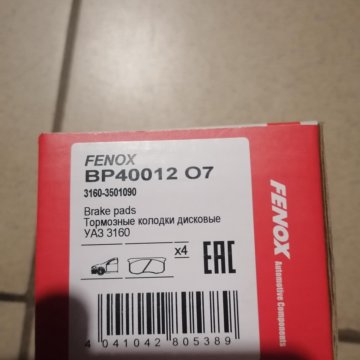 FENOX
BP40012 O7
3160-3501090
Brake pads
Тормозные колодки дисковые
УАЗ 3160
x4
EAC
4 041042 805389
FENOX
Automotive Components